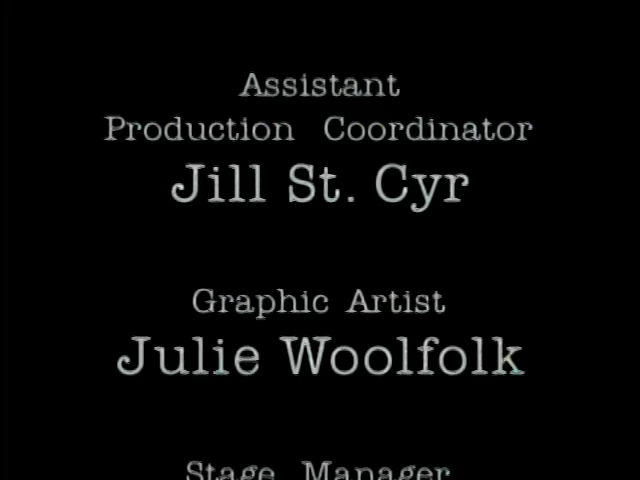 Assistant
Production Coordinator
Jill St. Cyr
Graphic Artist
Julie Woolfolk
Stage Manager